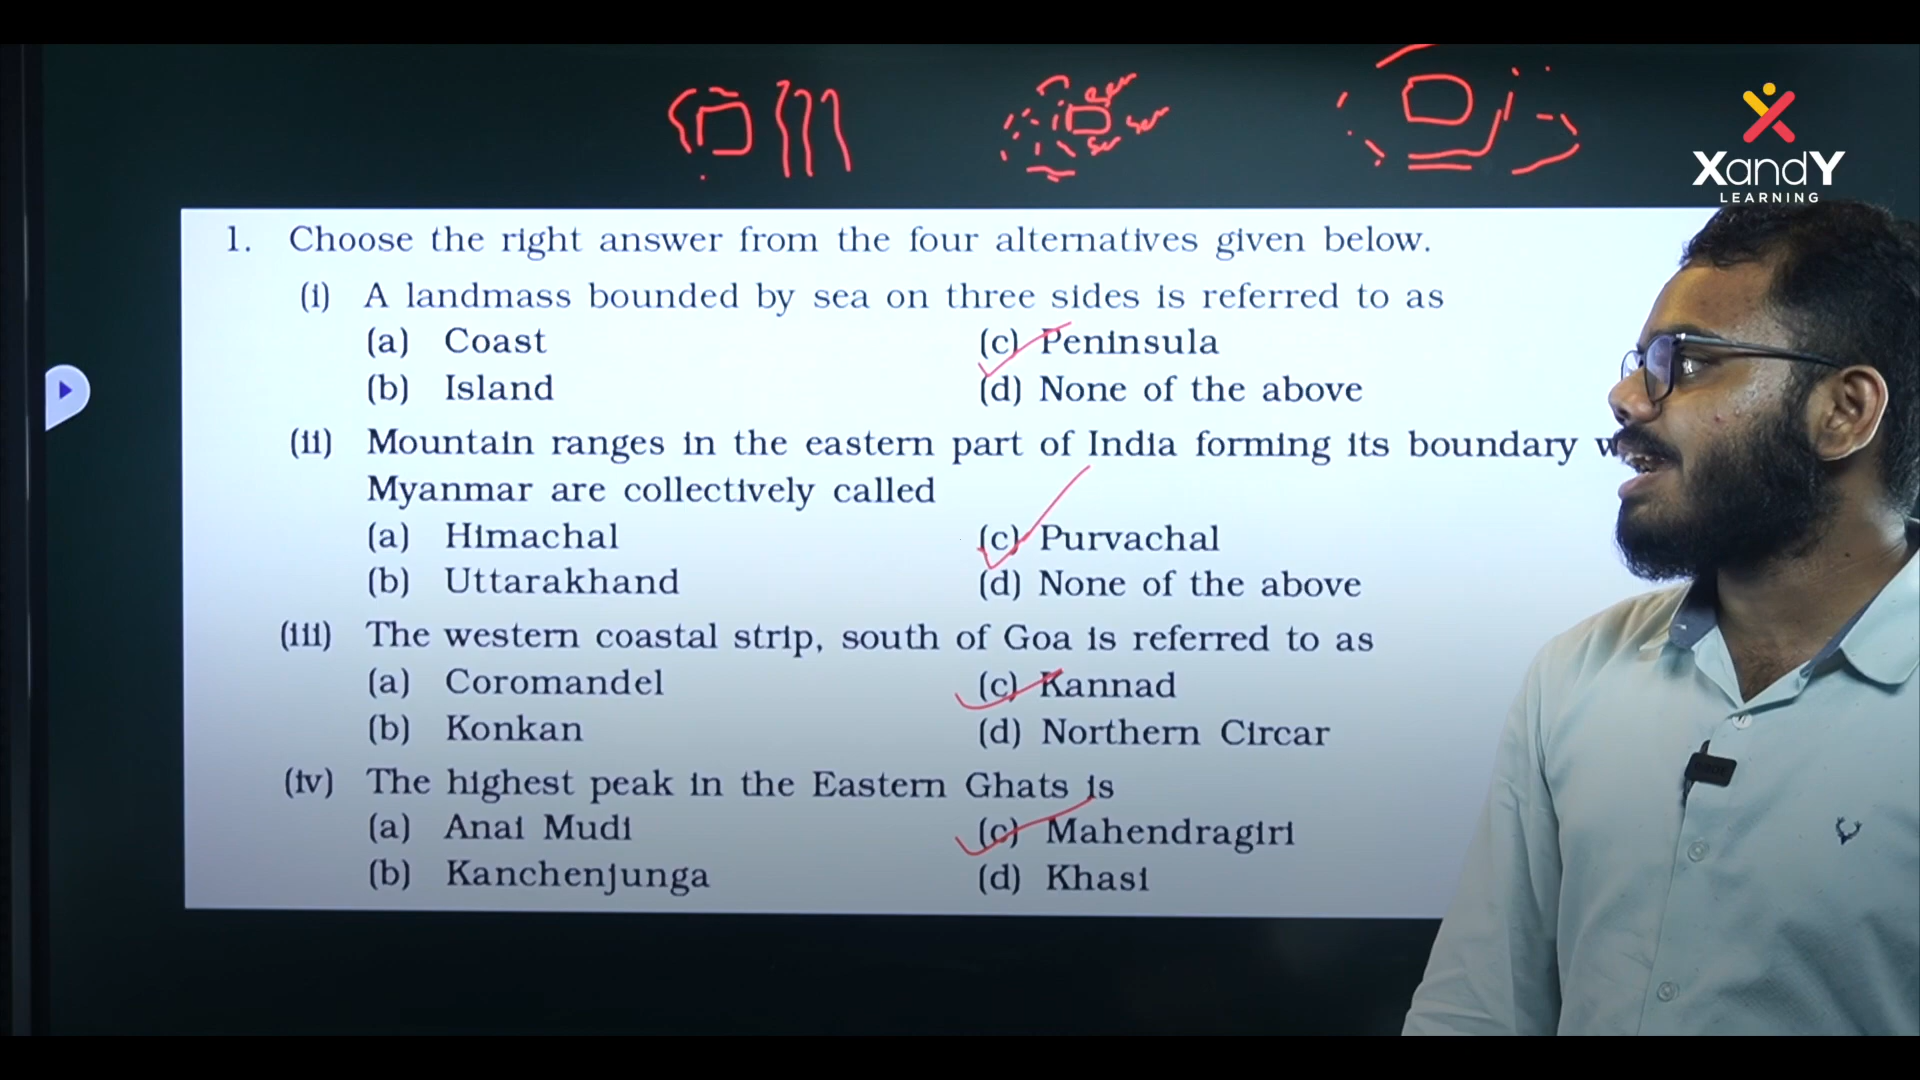 XandY
LEARNING
1. Choose the right answer from the four alternatives given below.
(i) A landmass bounded by sea on three sides is referred to as
(a) Coast (c) Peninsula
(b) Island (d) None of the above
(ii) Mountain ranges in the eastern part of India forming its boundary
Myanmar are collectively called
(a) Himachal (c) Purvachal
(b) Uttarakhand (d) None of the above
(iii) The western coastal strip, south of Goa is referred to as
(a) Coromandel (c) Kannad
(b) Konkan (d) Northern Circar
(iv) The highest peak in the Eastern Ghats is
(a) Anai Mudi (c) Mahendragiri
(b) Kanchenjunga (d) Khasi